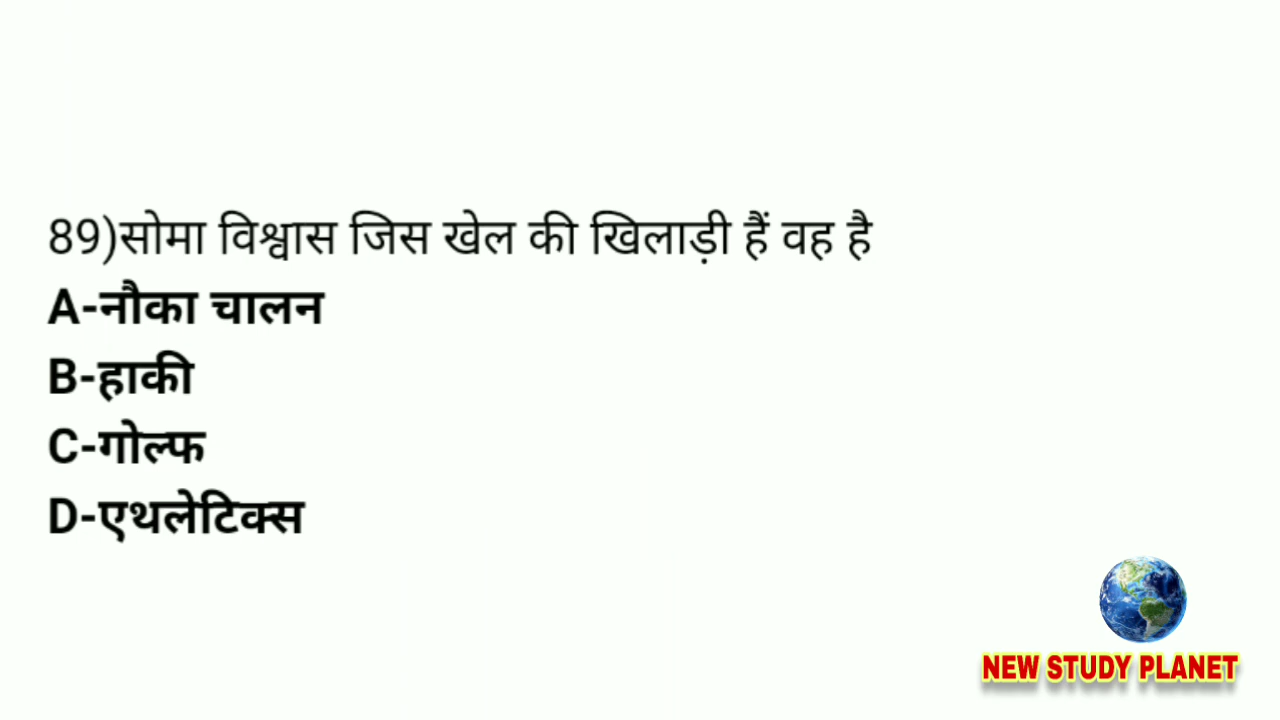 89)सोमा विश्वास जिस खेल की खिलाड़ी हैं वह है
A-नौका चालन
B-हाकी
C-गोल्फ
D-एथलेटिक्स
NEW STUDY PLANET